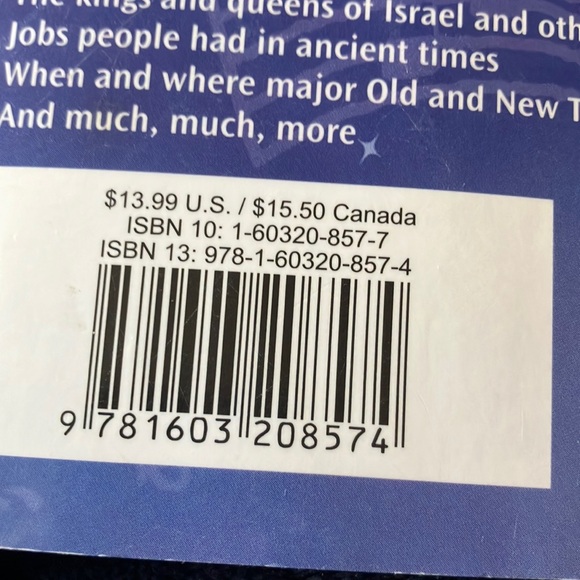 The kings and queens of Israel and oth
Jobs people had in ancient times
When and where major Old and New T
And much, much, more
$13.99 U.S. / $15.50 Canada
ISBN 10: 1-60320-857-7
ISBN 13: 978-1-60320-857-4
9 781603 208574